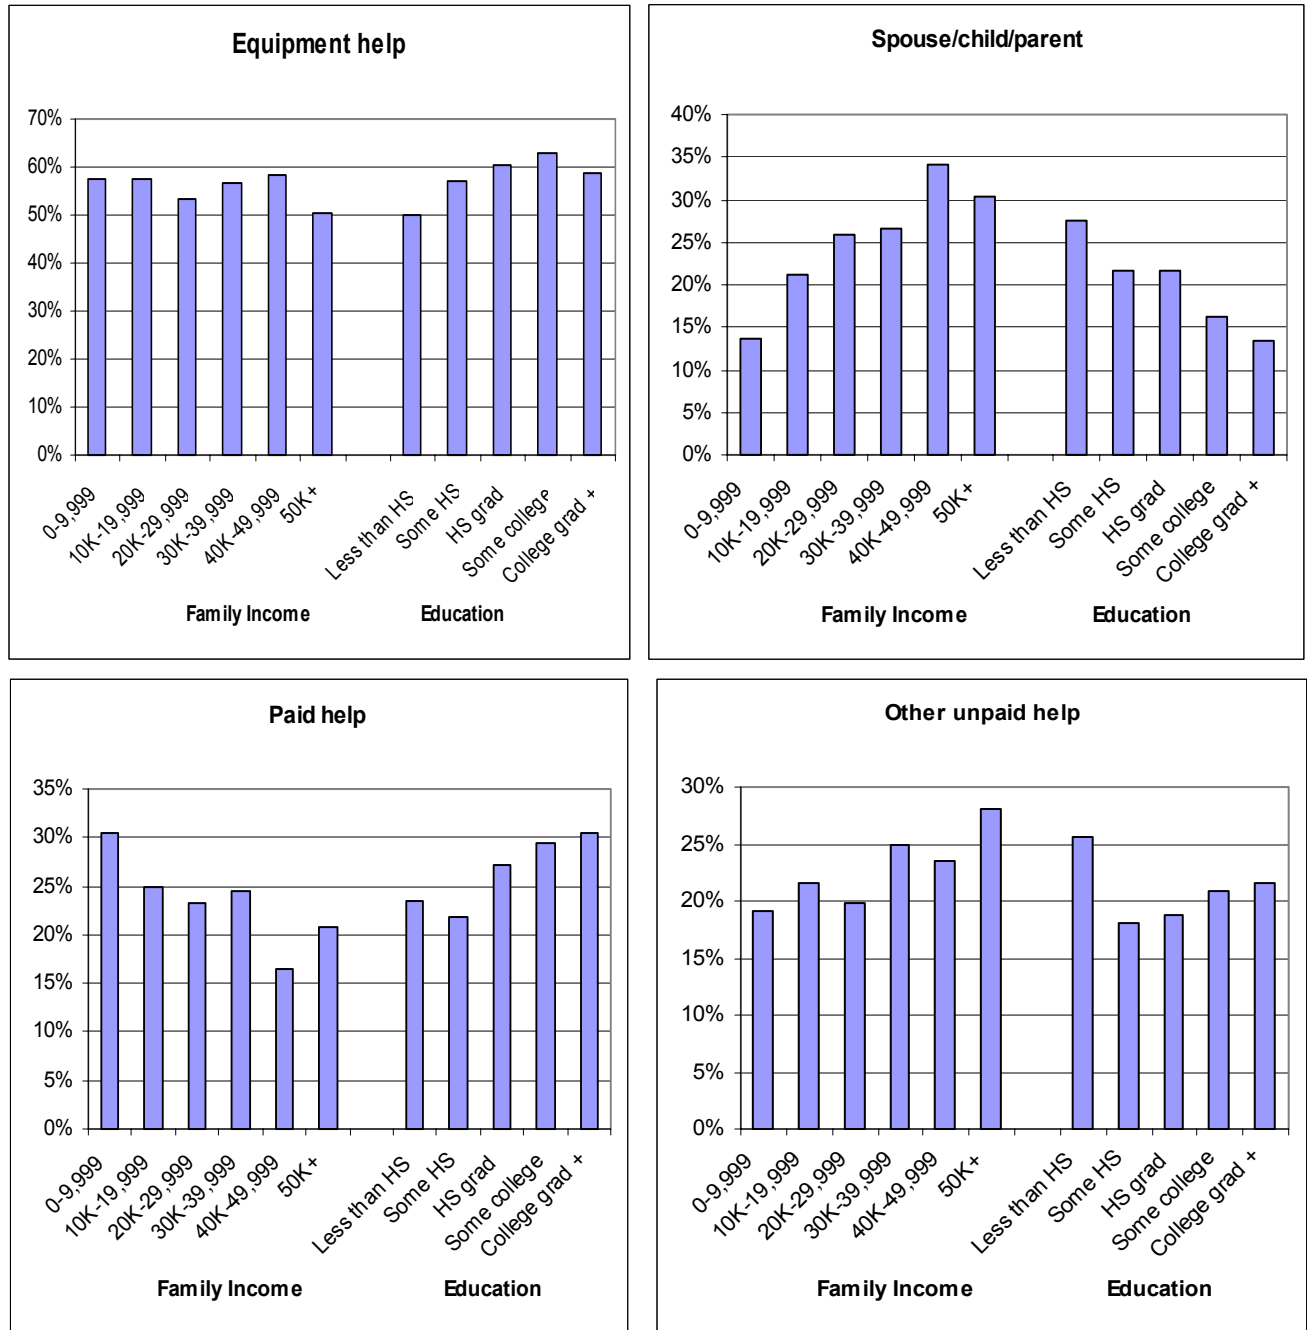 Equipment help
70%
60%
50%
40%
30%
20%
10%
0%
0-9,999
10K-19,999
20K-29,999
30K-39,999
40K-49,999
50K+
Less than HS
Some HS
HS grad
Some college
College grad +
Family Income Education
Spouse/child/parent
40%
35%
30%
25%
20%
15%
10%
5%
0%
0-9,999
10K-19,999
20K-29,999
30K-39,999
40K-49,999
50K+
Less than HS
Some HS
HS grad
Some college
College grad +
Family Income Education
Paid help
35%
30%
25%
20%
15%
10%
5%
0%
0-9,999
10K-19,999
20K-29,999
30K-39,999
40K-49,999
50K+
Less than HS
Some HS
HS grad
Some college
College grad +
Family Income Education
Other unpaid help
30%
25%
20%
15%
10%
5%
0%
0-9,999
10K-19,999
20K-29,999
30K-39,999
40K-49,999
50K+
Less than HS
Some HS
HS grad
Some college
College grad +
Family Income Education